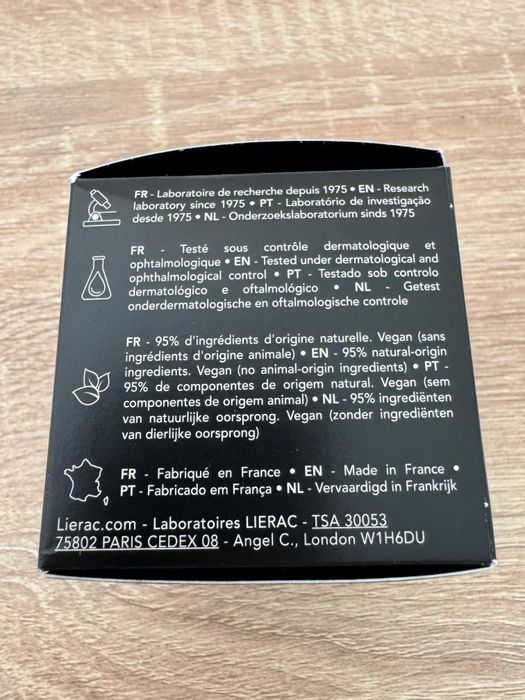 FR - Laboratoire de recherche depuis 1975 • EN - Research
laboratory since 1975 • PT - Laboratório de investigação
desde 1975 • NL - Onderzoekslaboratorium sinds 1975
FR - Testé sous contrôle dermatologique et
ophtalmologique • EN - Tested under dermatological and
ophthalmological control • PT - Testado sob controlo
dermatológico e oftalmológico • NL - Getest
onderdermatologische en oftalmologische controle
FR - 95% d'ingrédients d'origine naturelle. Vegan (sans
ingrédients d'origine animale) • EN - 95% natural-origin
ingredients. Vegan (no animal-origin ingredients) • PT -
95% de componentes de origem natural. Vegan (sem
componentes de origem animal) • NL - 95% ingrediënten
van natuurlijke oorsprong. Vegan (zonder ingrediënten
van dierlijke oorsprong)
FR - Fabriqué en France • EN - Made in France •
PT - Fabricado em França • NL - Vervaardigd in Frankrijk
Lierac.com - Laboratoires LIERAC - TSA 30053
75802 PARIS CEDEX 08 - Angel C., London W1H6DU